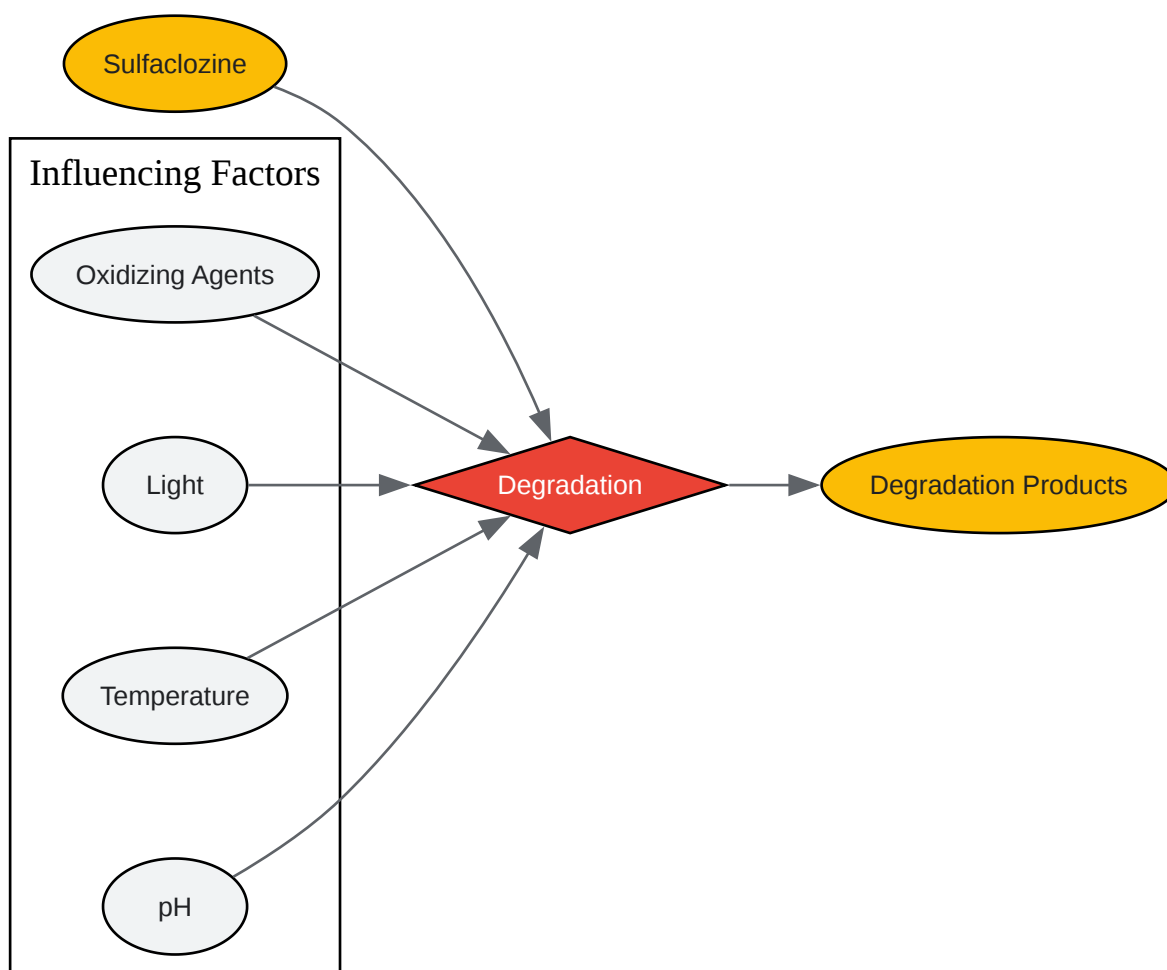 Sulfaclozine
Influencing Factors
Oxidizing Agents
Light
Degradation
Degradation Products
Temperature
pH